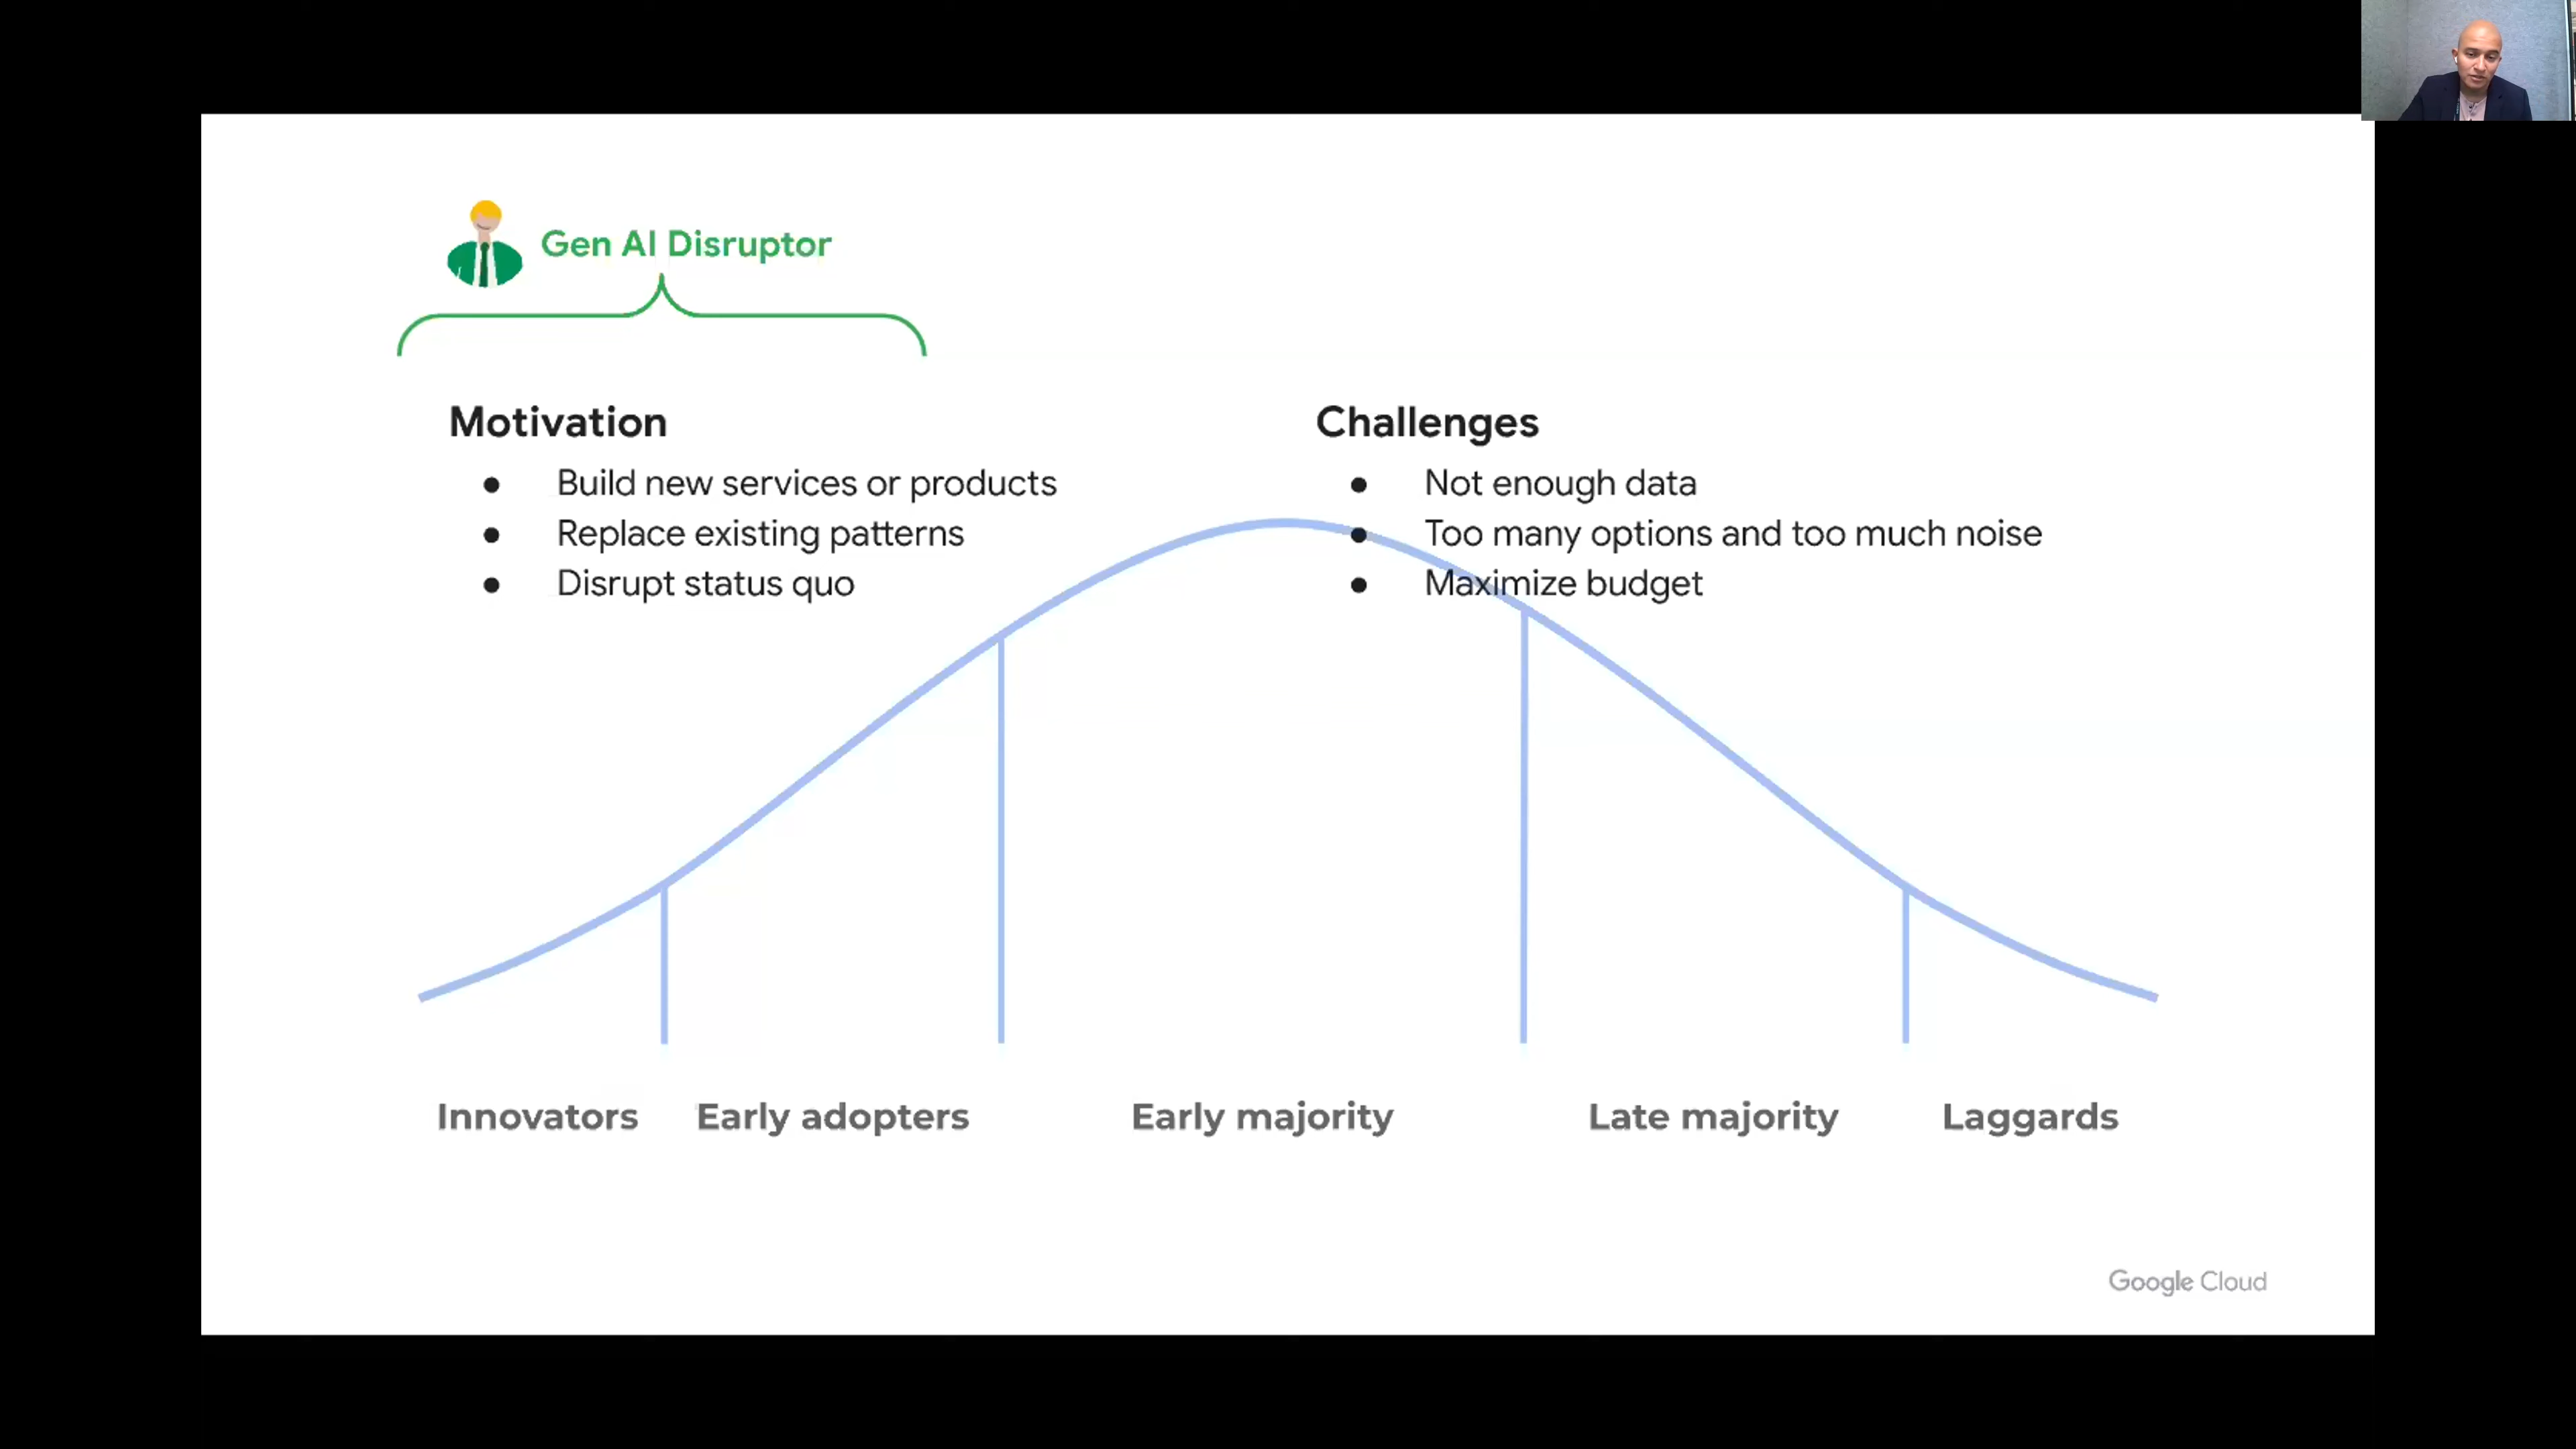 Gen AI Disruptor
Motivation
● Build new services or products
● Replace existing patterns
● Disrupt status quo
Challenges
● Not enough data
● Too many options and too much noise
● Maximize budget
Innovators
Early adopters
Early majority
Late majority
Laggards
Google Cloud